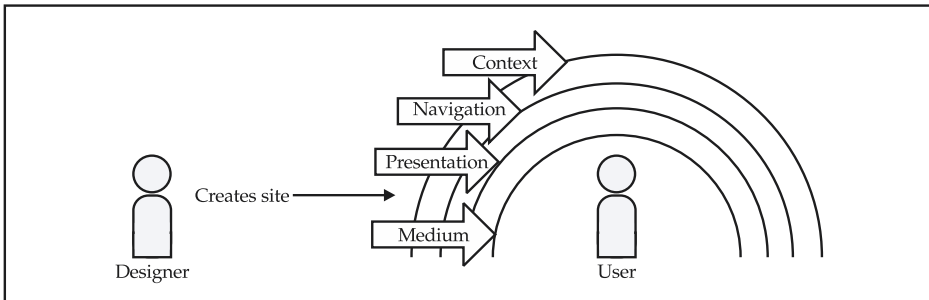 Context
Navigation
Presentation
Creates site
Medium
Designer
User